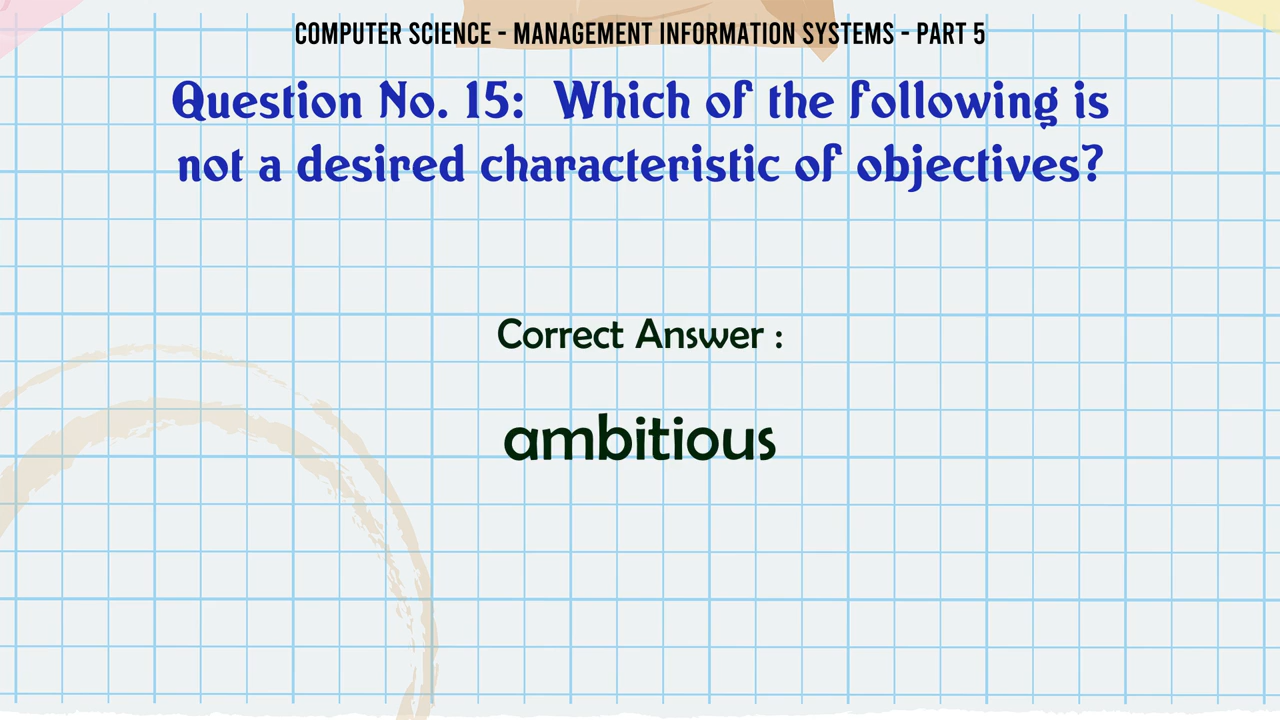 COMPUTER SCIENCE - MANAGEMENT INFORMATION SYSTEMS - PART 5
Question No. 15: Which of the following is
not a desired characteristic of objectives?
Correct Answer :
ambitious